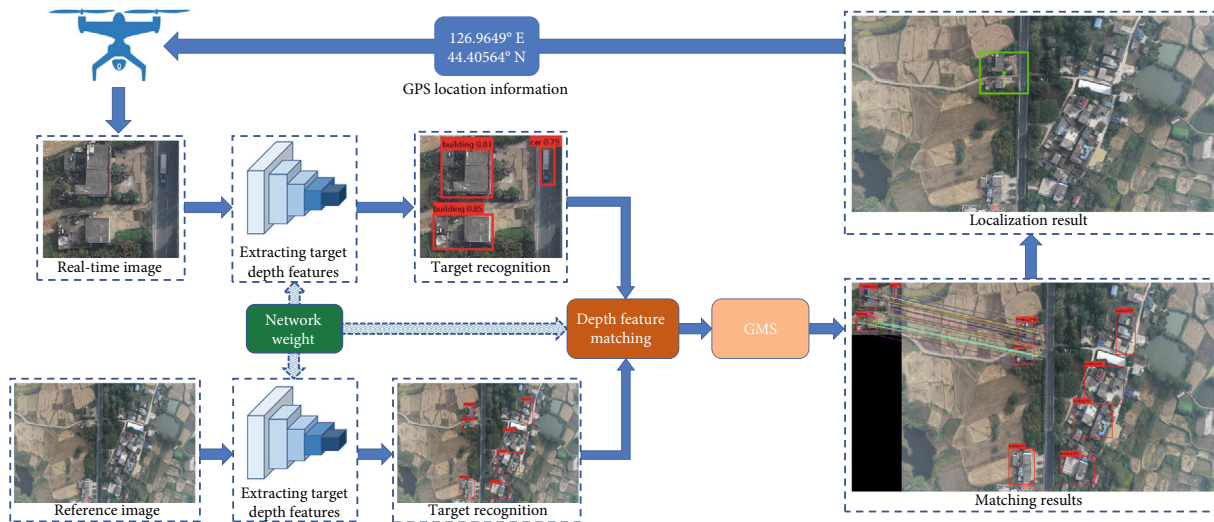 126.9649° E
44.40564° N
GPS location information
building 0.81
car 0.79
building 0.85
Real-time image
Extracting target
depth features
Target recognition
Localization result
Network
weight
Depth feature
matching
GMS
Reference image
Extracting target
depth features
Target recognition
Matching results